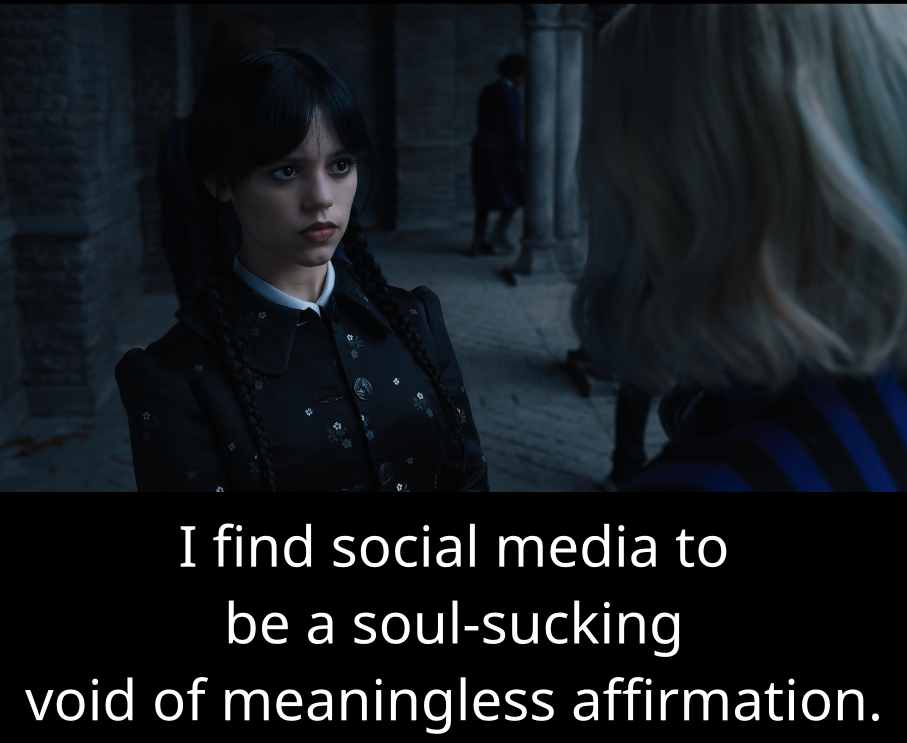 I find social media to
be a soul-sucking
void of meaningless affirmation.